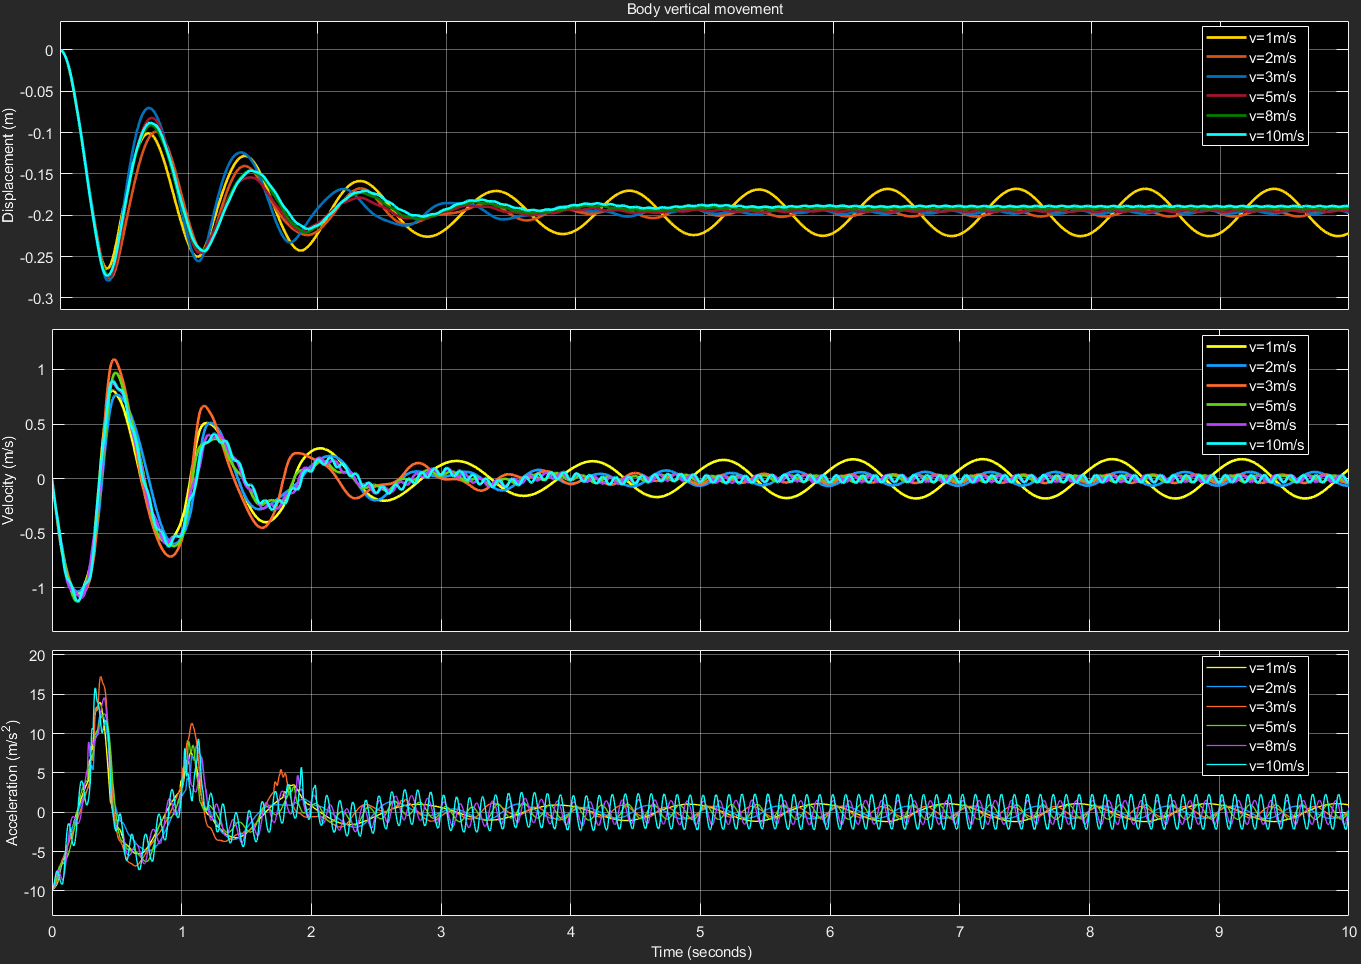 Body vertical movement
Displacement (m)
0
-0.05
-0.1
-0.15
-0.2
-0.25
-0.3
v=1m/s
v=2m/s
v=3m/s
v=5m/s
v=8m/s
v=10m/s
Velocity (m/s)
1
0.5
0
-0.5
-1
v=1m/s
v=2m/s
v=3m/s
v=5m/s
v=8m/s
v=10m/s
Acceleration (m/s²)
20
15
10
5
0
-5
-10
v=1m/s
v=2m/s
v=3m/s
v=5m/s
v=8m/s
v=10m/s
0 1 2 3 4 5 6 7 8 9 10
Time (seconds)